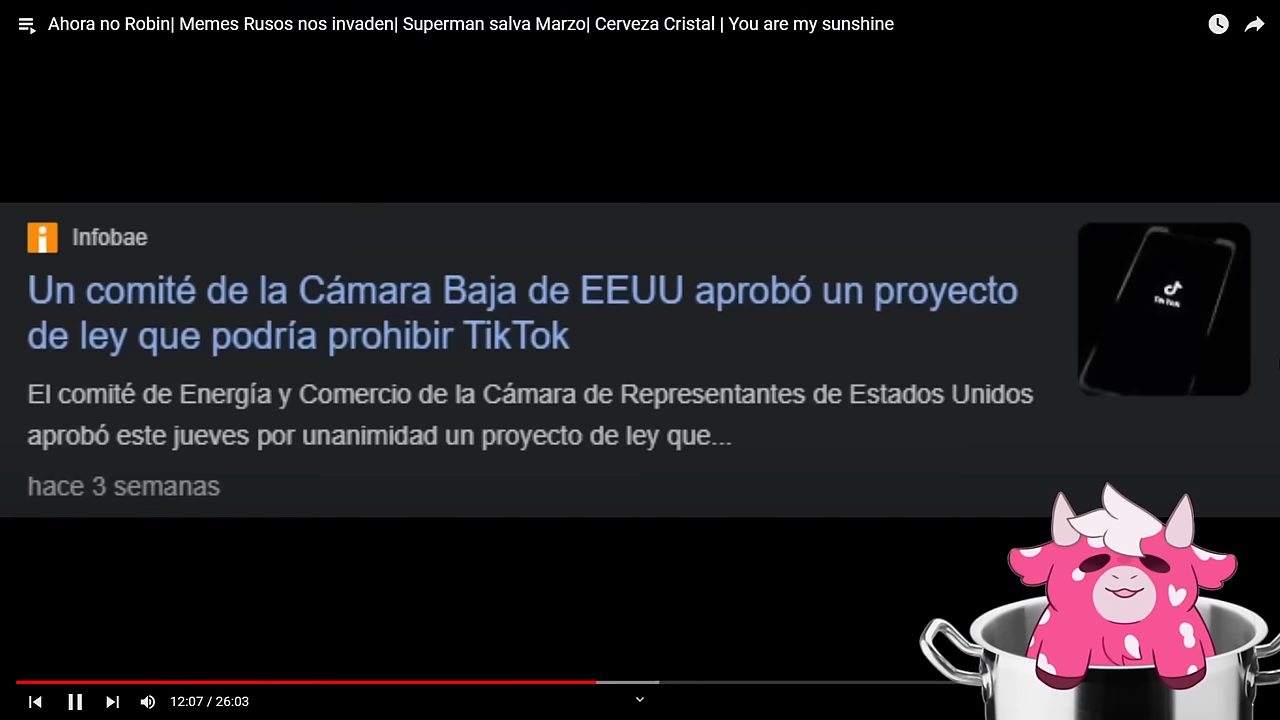 Ahora no Robin| Memes Rusos nos invaden| Superman salva Marzo| Cerveza Cristal | You are my sunshine
Infobae
Un comité de la Cámara Baja de EEUU aprobó un proyecto
de ley que podría prohibir TikTok
TikTok
El comité de Energía y Comercio de la Cámara de Representantes de Estados Unidos
aprobó este jueves por unanimidad un proyecto de ley que...
hace 3 semanas
12:07 / 26:03